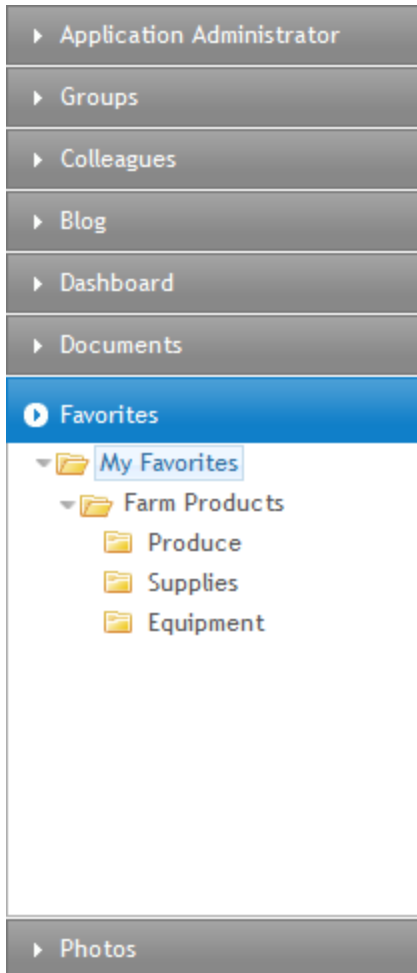 Application Administrator
Groups
Colleagues
Blog
Dashboard
Documents
Favorites
My Favorites
Farm Products
Produce
Supplies
Equipment
Photos